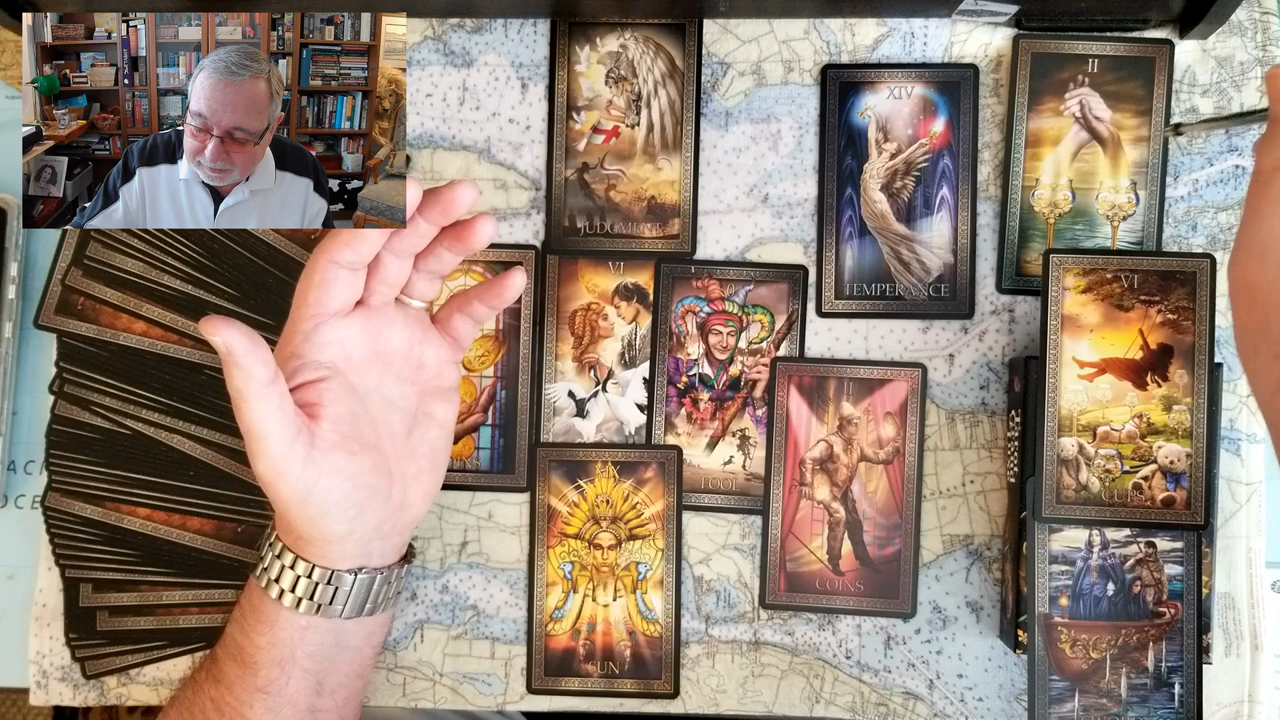 XX
JUDGMENT
XIV
TEMPERANCE
II
VI
0
FOOL
II
COINS
VI
CUPS
XIX
SUN